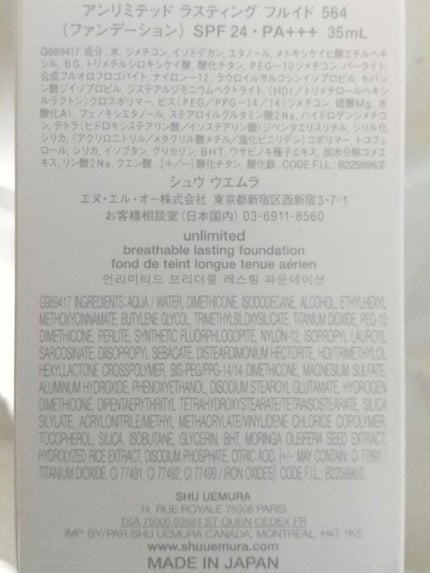 アンリミテッド ラスティング フルイド 564
(ファンデーション) SPF 24・PA+++ 35mL
G989417 成分:水、ジメチコン、イソドデカン、エタノール、メトキシケイヒ酸エチルヘキ
シル、BG、トリメチルシロキシケイ酸、酸化チタン、PEG-10ジメチコン、パーライト、
合成フルオロフロゴパイト、ナイロン-12、ラウロイルサルコシンイソプロピル、セバシ
ン酸ジイソプロピル、ジステアルジモニウムヘクトライト、(HDI/トリメチロールヘキシ
ルラクトン)クロスポリマー、ビス(PEG/PPG-14/14)ジメチコン、硫酸Mg、水
酸化Al、フェノキシエタノール、ステアロイルグルタミン酸2Na、ハイドロゲンジメチコ
ン、テトラ(ヒドロキシステアリン酸/イソステアリン酸)ジペンタエリスリチル、シリル化シ
リカ、(アクリロニトリル/メタクリル酸メチル/塩化ビニリデン)コポリマー、トコフェ
ロール、シリカ、イソブタン、グリセリン、BHT、ワサビノキ種子エキス、加水分解コメエ
キス、リン酸2Na、クエン酸、[+/-]酸化チタン、酸化鉄. CODE F.I.L. : B225896/2.
シュウ ウエムラ
エヌ・エル・オー株式会社 東京都新宿区西新宿3-7-1
お客様相談室(日本国内) 03-6911-8560
unlimited
breathable lasting foundation
fond de teint longue tenue aérien
언리미티드 브리더블 래스팅 파운데이션
G989417 INGREDIENTS: AQUA / WATER, DIMETHICONE, ISODODECANE, ALCOHOL, ETHYLHEXYL
METHOXYCINNAMATE, BUTYLENE GLYCOL, TRIMETHYLSILOXYSILICATE, TITANIUM DIOXIDE, PEG-10
DIMETHICONE, PERLITE, SYNTHETIC FLUORPHLOGOPITE, NYLON-12, ISOPROPYL LAUROYL
SARCOSINATE, DIISOPROPYL SEBACATE, DISTEARDIMONIUM HECTORITE, HDI/TRIMETHYLOL
HEXYLLACTONE CROSSPOLYMER, BIS-PEG/PPG-14/14 DIMETHICONE, MAGNESIUM SULFATE,
ALUMINUM HYDROXIDE, PHENOXYETHANOL, DISODIUM STEAROYL GLUTAMATE, HYDROGEN
DIMETHICONE, DIPENTAERYTHRITYL TETRAHYDROXYSTEARATE/TETRAISOSTEARATE, SILICA
SILYLATE, ACRYLONITRILE/METHYL METHACRYLATE/VINYLIDENE CHLORIDE COPOLYMER,
TOCOPHEROL, SILICA, ISOBUTANE, GLYCERIN, BHT, MORINGA OLEIFERA SEED EXTRACT,
HYDROLYZED RICE EXTRACT, DISODIUM PHOSPHATE, CITRIC ACID. [+/- MAY CONTAIN: CI 77891 /
TITANIUM DIOXIDE, CI 77491, CI 77492, CI 77499 / IRON OXIDES] CODE F.I.L. B225896/2.
SHU UEMURA
14, RUE ROYALE 75008 PARIS
TSA 75000 93584 ST OUEN CEDEX FR
IMP. BY/PAR SHU UEMURA CANADA, MONTREAL, H4T 1K5
www.shuuemura.com
MADE IN JAPAN